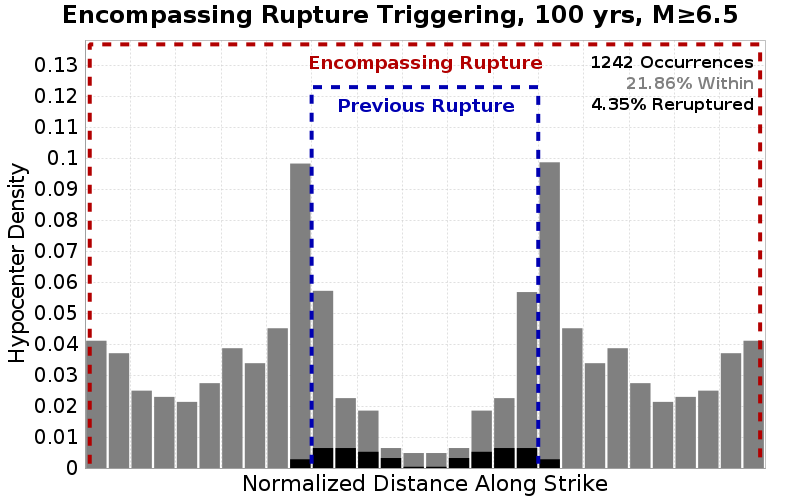 Encompassing Rupture Triggering, 100 yrs, M≥6.5
Encompassing Rupture
1242 Occurrences
21.86% Within
4.35% Reruptured
Previous Rupture
Hypocenter Density
0.13
0.12
0.11
0.1
0.09
0.08
0.07
0.06
0.05
0.04
0.03
0.02
0.01
0
Normalized Distance Along Strike